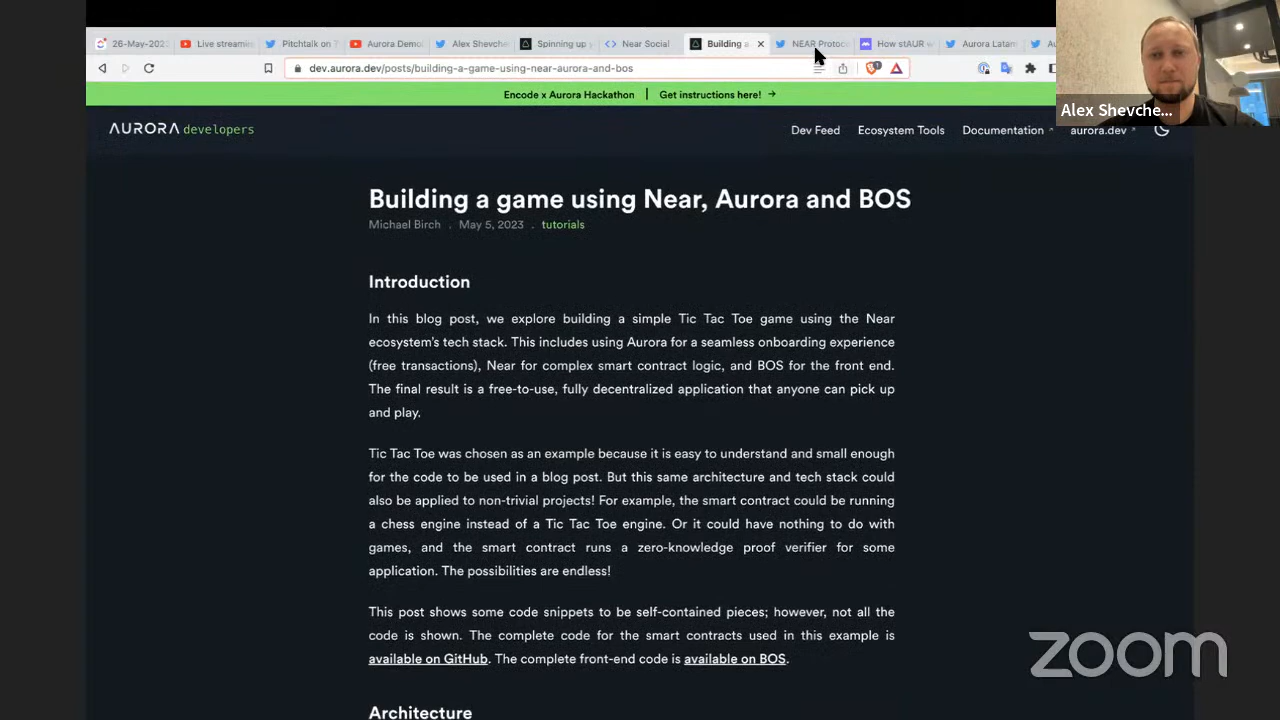 26-May-202
Live streami
Pitchtalk on
Aurora Demo
Alex Shevche
Spinning up
Near Social
Building a
NEAR Protoc
How stAUR
Aurora Latam
dev.aurora.dev/posts/building-a-game-using-near-aurora-and-bos
Encode x Aurora Hackathon | Get instructions here! →
Alex Shevche...
AURORA developers
Dev Feed
Ecosystem Tools
Documentation
aurora.dev
Building a game using Near, Aurora and BOS
Michael Birch . May 5, 2023 . tutorials
Introduction
In this blog post, we explore building a simple Tic Tac Toe game using the Near
ecosystem's tech stack. This includes using Aurora for a seamless onboarding experience
(free transactions), Near for complex smart contract logic, and BOS for the front end.
The final result is a free-to-use, fully decentralized application that anyone can pick up
and play.
Tic Tac Toe was chosen as an example because it is easy to understand and small enough
for the code to be used in a blog post. But this same architecture and tech stack could
also be applied to non-trivial projects! For example, the smart contract could be running
a chess engine instead of a Tic Tac Toe engine. Or it could have nothing to do with
games, and the smart contract runs a zero-knowledge proof verifier for some
application. The possibilities are endless!
This post shows some code snippets to be self-contained pieces; however, not all the
code is shown. The complete code for the smart contracts used in this example is
available on GitHub. The complete front-end code is available on BOS.
zoom
Architecture